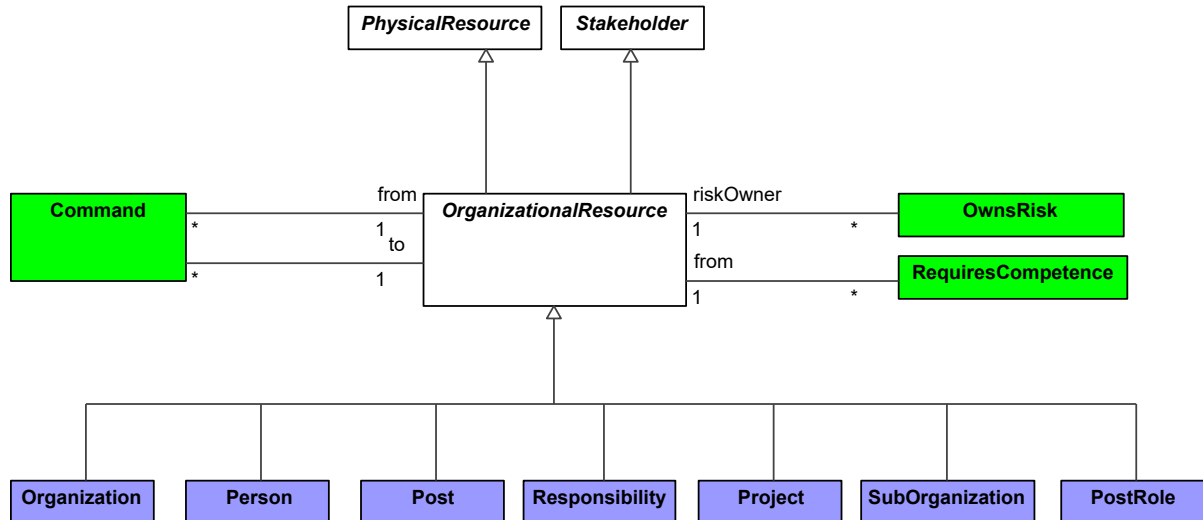 PhysicalResource
Stakeholder
Command
from
OrganizationalResource
riskOwner
OwnsRisk
*
1
1
*
to
from
RequiresCompetence
*
1
1
*
Organization
Person
Post
Responsibility
Project
SubOrganization
PostRole